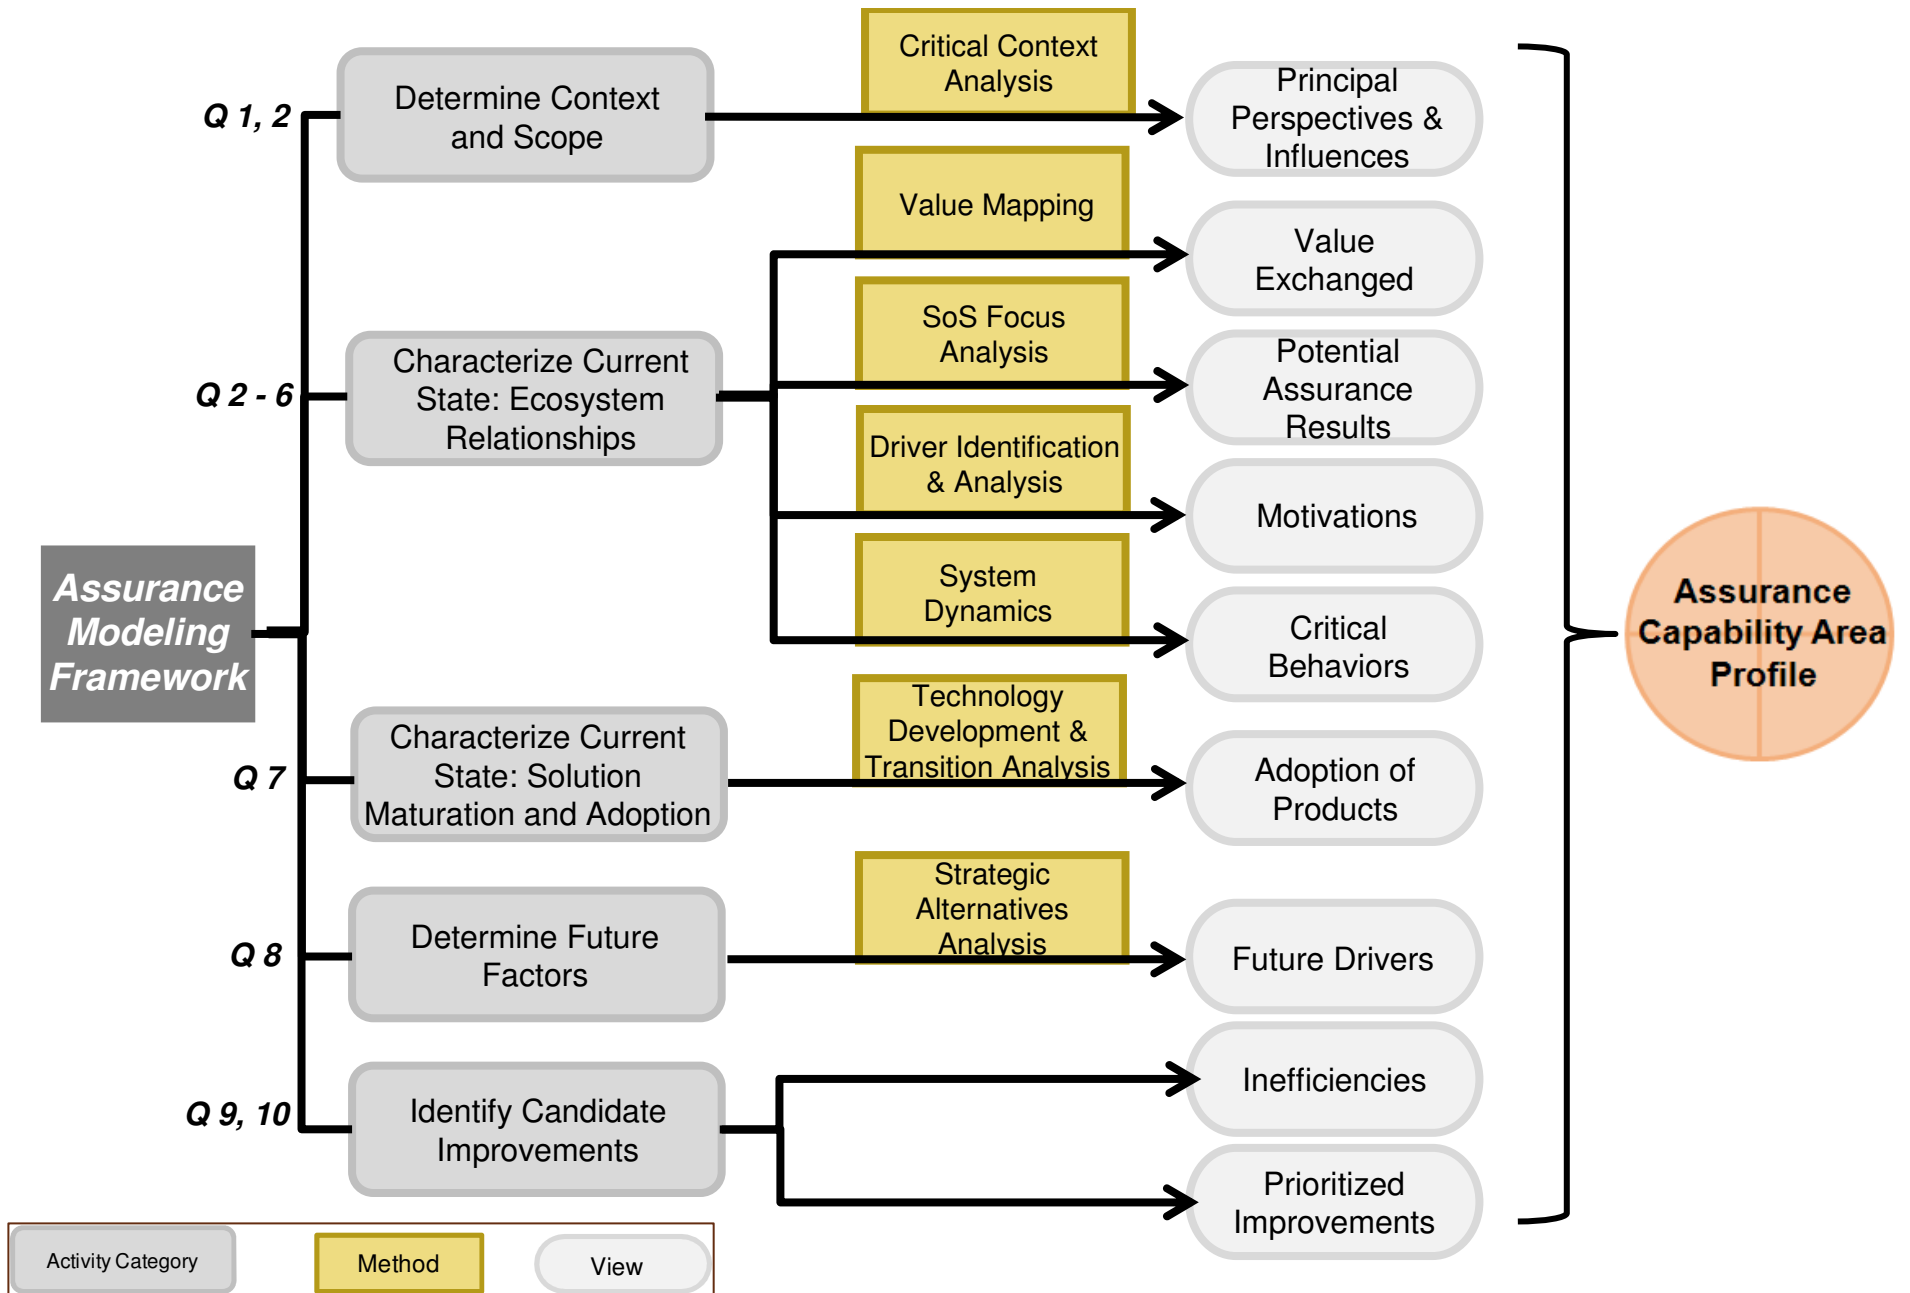 Critical Context
Analysis
Q 1, 2
Determine Context
and Scope
Principal
Perspectives &
Influences
Value Mapping
Value
Exchanged
SoS Focus
Analysis
Q 2 - 6
Characterize Current
State: Ecosystem
Relationships
Potential
Assurance
Results
Driver Identification
& Analysis
Motivations
System
Dynamics
Critical
Behaviors
Assurance
Modeling
Framework
Assurance
Capability Area
Profile
Q 7
Characterize Current
State: Solution
Maturation and Adoption
Technology
Development &
Transition Analysis
Adoption of
Products
Q 8
Determine Future
Factors
Strategic
Alternatives
Analysis
Future Drivers
Q 9, 10
Identify Candidate
Improvements
Inefficiencies
Prioritized
Improvements
Activity Category
Method
View